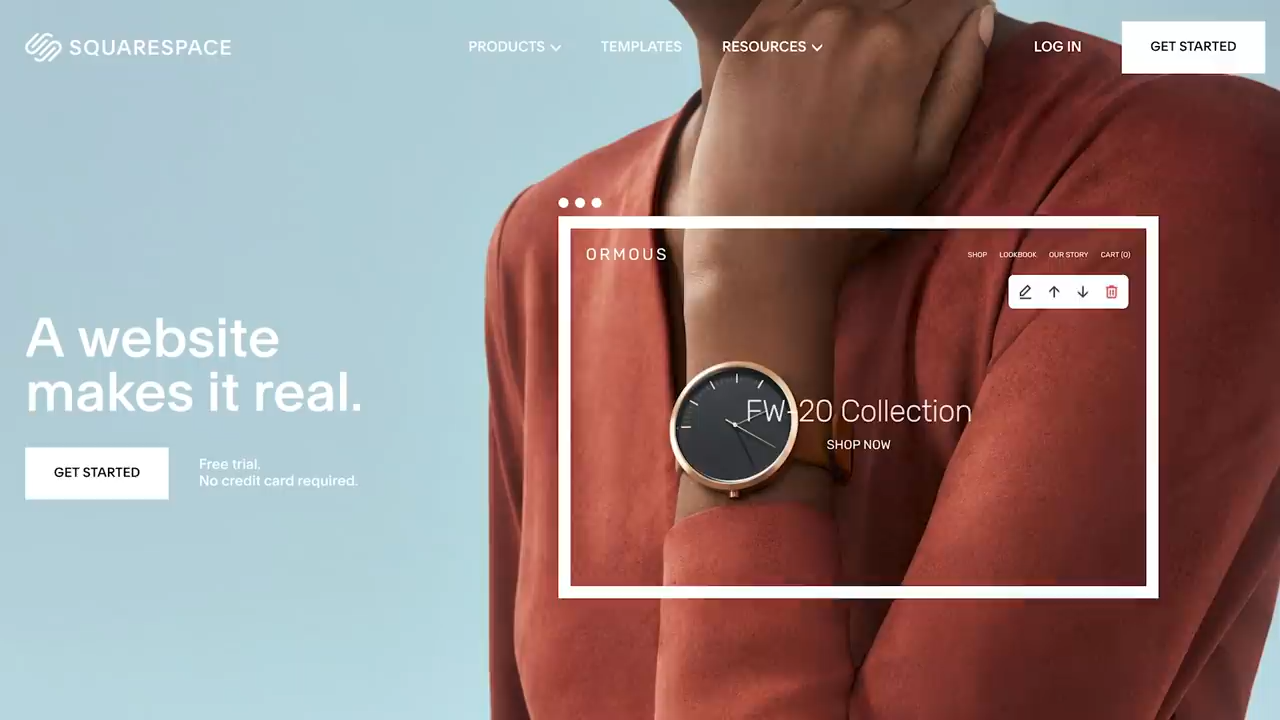 SQUARESPACE
PRODUCTS
TEMPLATES
RESOURCES
LOG IN
GET STARTED
A website
makes it real.
GET STARTED
Free trial.
No credit card required.
ORMOUS
SHOP
LOOKBOOK
OUR STORY
CART (0)
FW-20 Collection
SHOP NOW